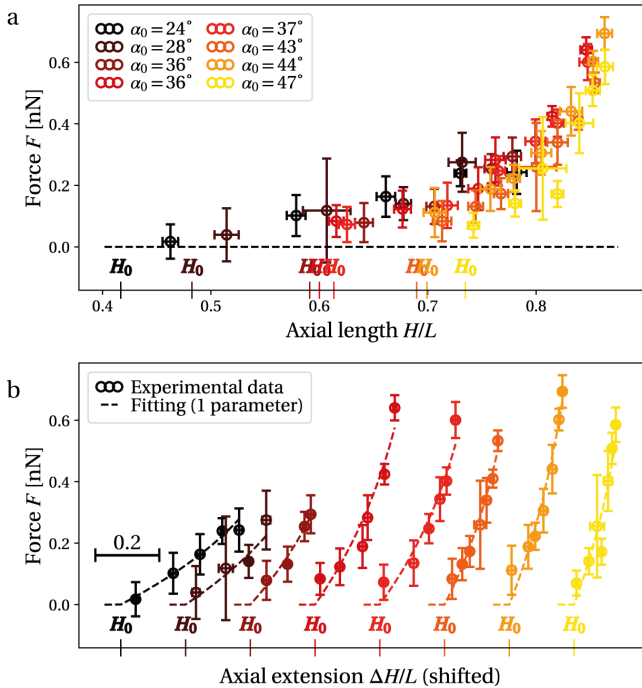 a
α₀ = 24° α₀ = 37°
α₀ = 28° α₀ = 43°
α₀ = 36° α₀ = 44°
α₀ = 36° α₀ = 47°
Force F [nN]
0.6
0.4
0.2
0.0
H₀ H₀ H₀ H₀ H₀ H₀ H₀ H₀
0.4 0.5 0.6 0.7 0.8
Axial length H/L
b
Experimental data
Fitting (1 parameter)
Force F [nN]
0.6
0.4
0.2
0.0
0.2
H₀ H₀ H₀ H₀ H₀ H₀ H₀ H₀
Axial extension ΔH/L (shifted)